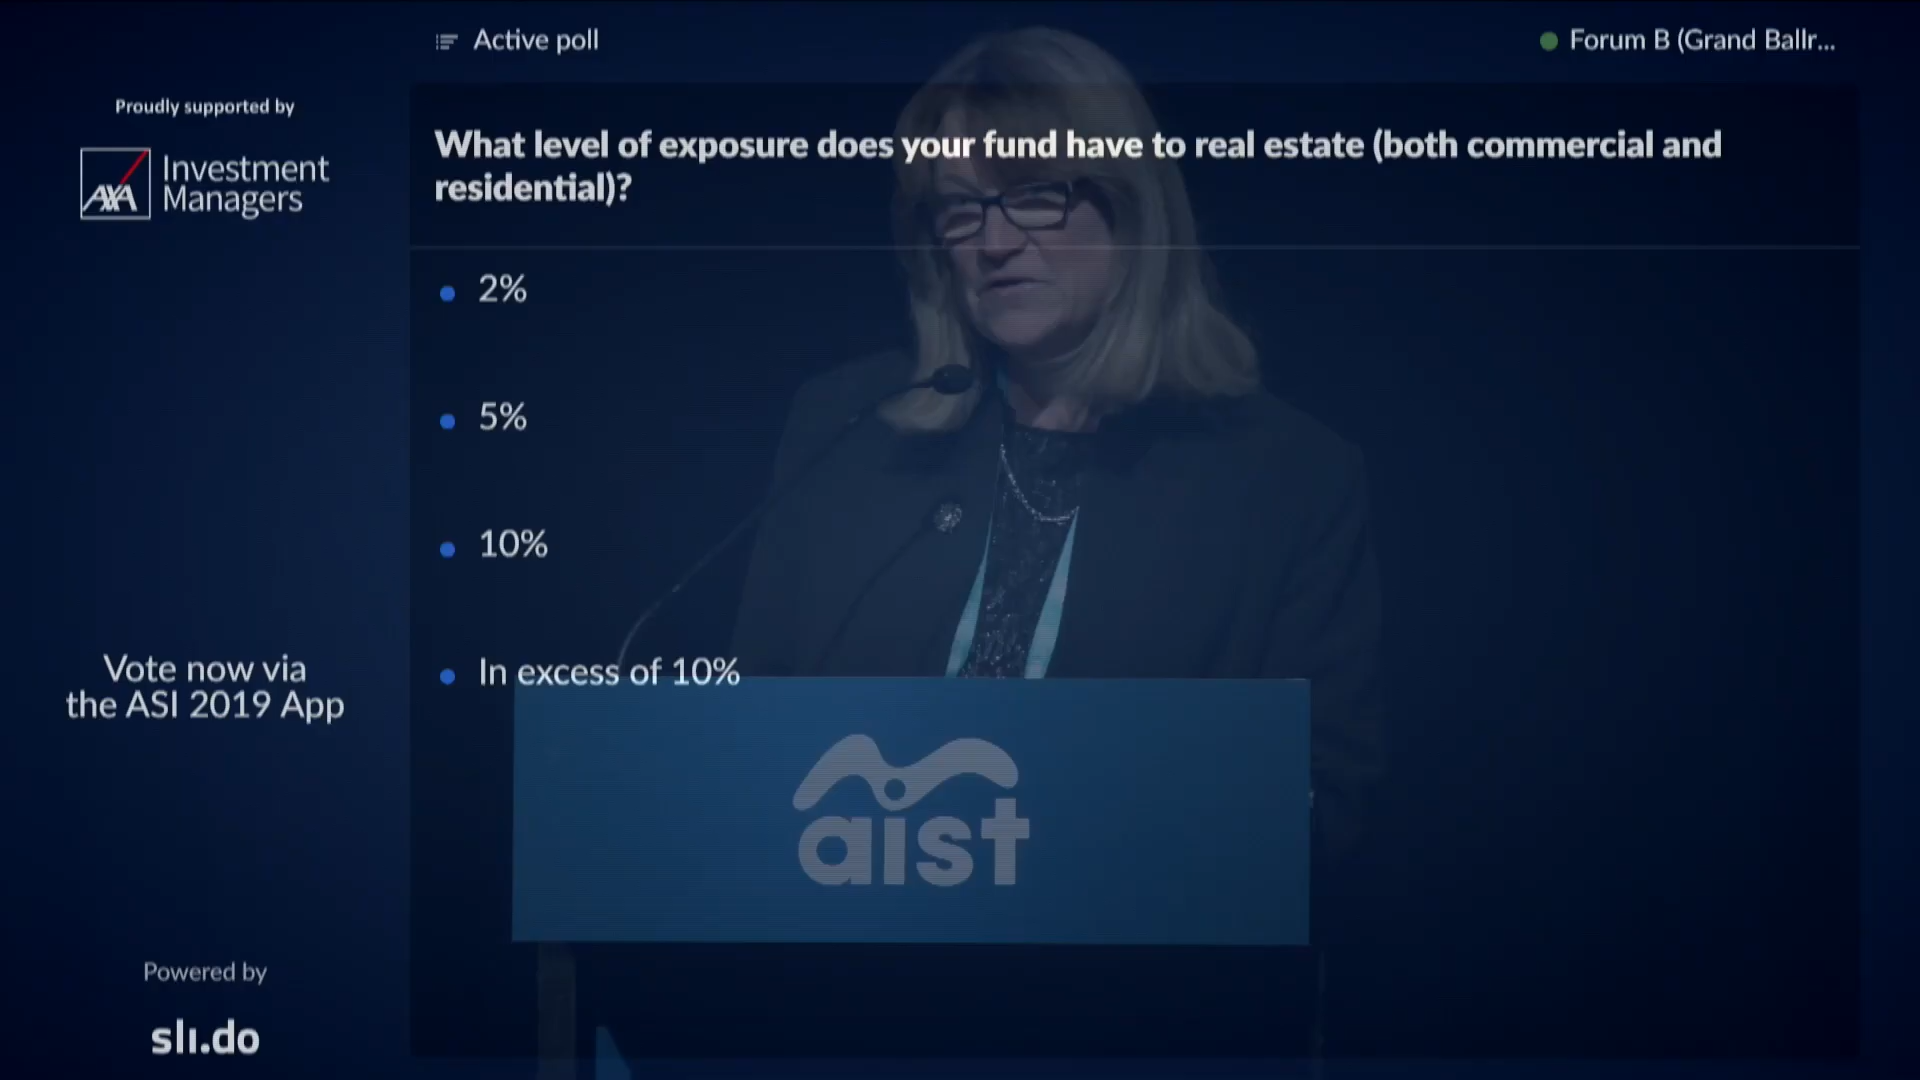 Active poll
Forum B (Grand Ballr...
Proudly supported by
AXA
Investment
Managers
What level of exposure does your fund have to real estate (both commercial and
residential)?
2%
5%
10%
In excess of 10%
Vote now via
the ASI 2019 App
aist
Powered by
sli.do